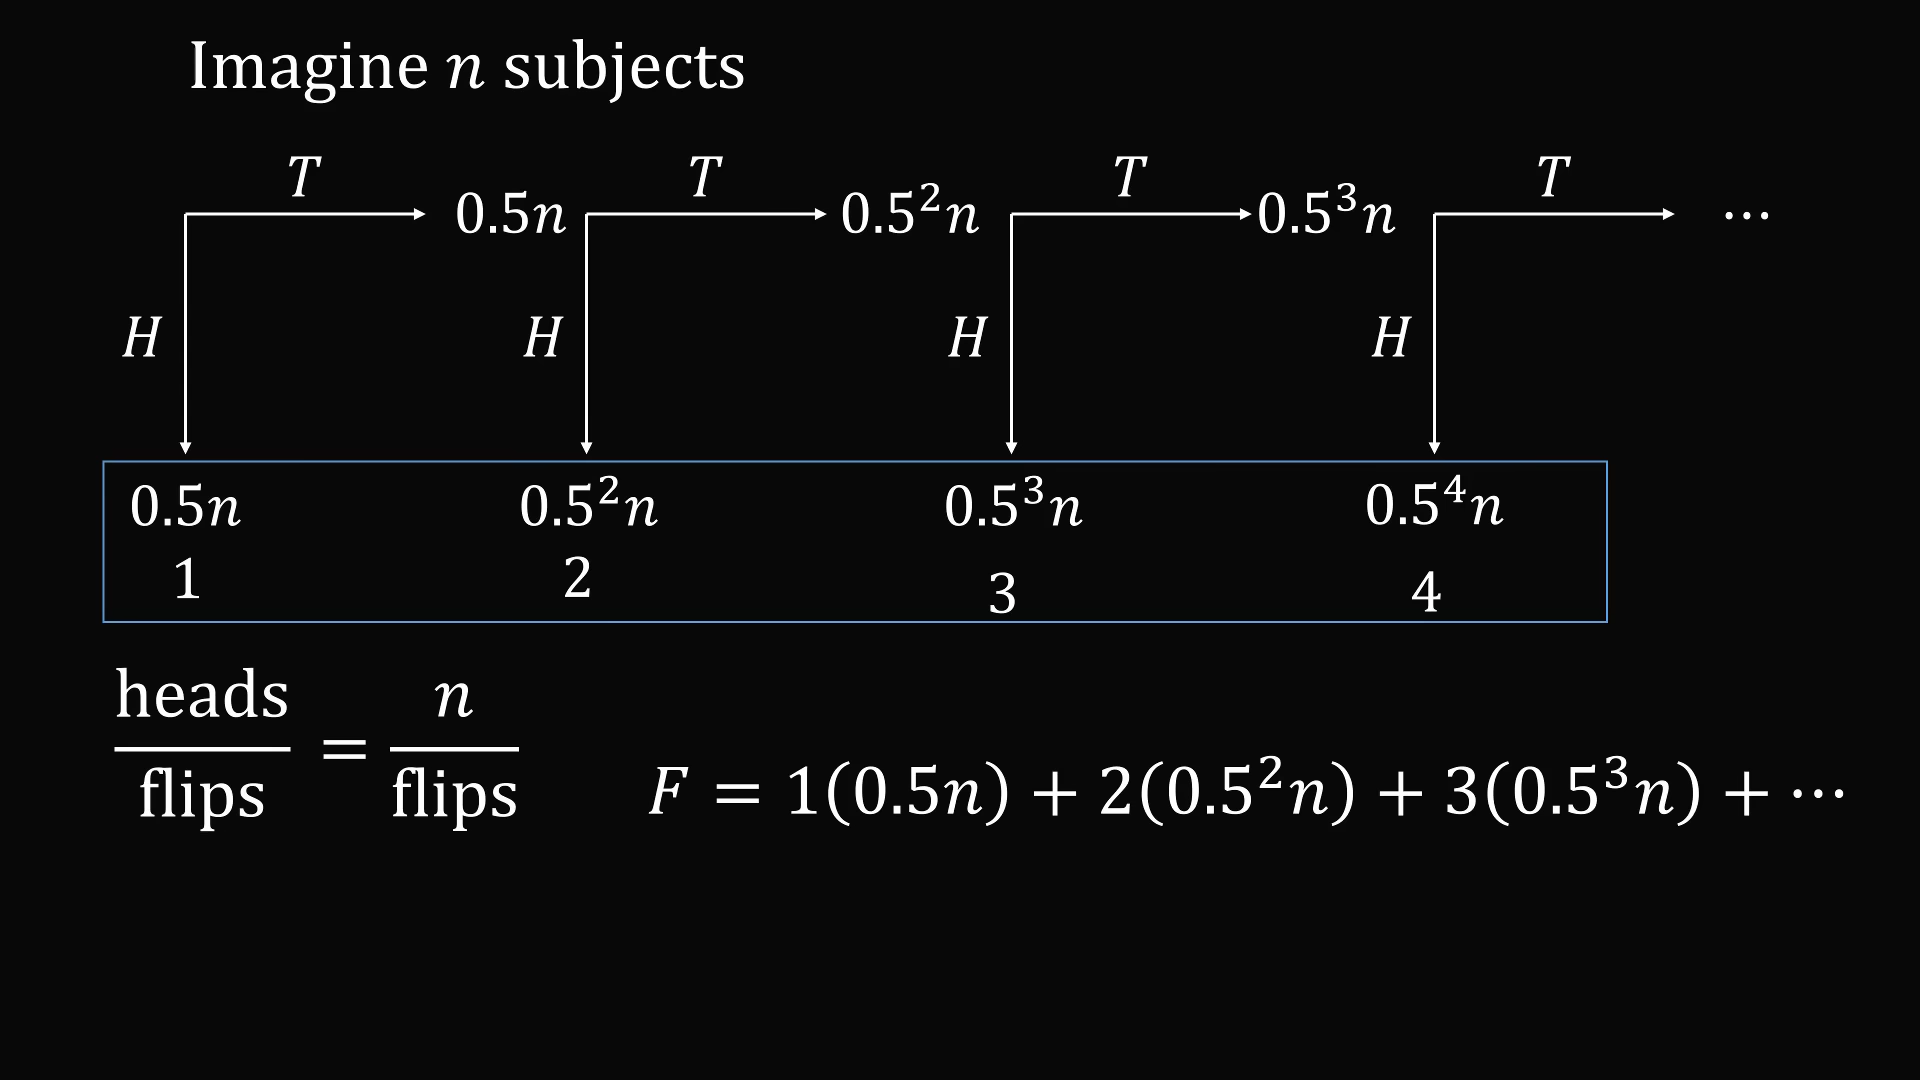 Imagine n subjects
T T T T
0.5n 0.5²n 0.5³n ⋯
H H H H
0.5n 0.5²n 0.5³n 0.5⁴n
1 2 3 4
heads/flips = n/flips
F = 1(0.5n) + 2(0.5²n) + 3(0.5³n) + ⋯